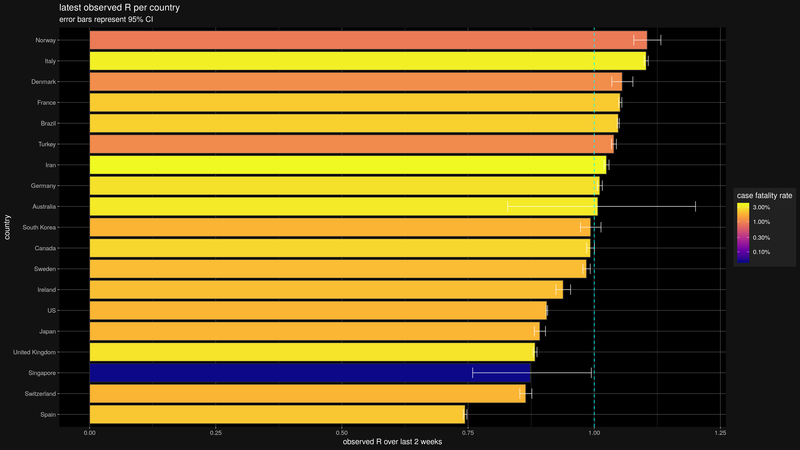 latest observed R per country
error bars represent 95% CI
country
Norway
Italy
Denmark
France
Brazil
Turkey
Iran
Germany
Australia
South Korea
Canada
Sweden
Ireland
US
Japan
United Kingdom
Singapore
Switzerland
Spain
0.00 0.25 0.50 0.75 1.00 1.25
observed R over last 2 weeks
case fatality rate
3.00%
1.00%
0.30%
0.10%